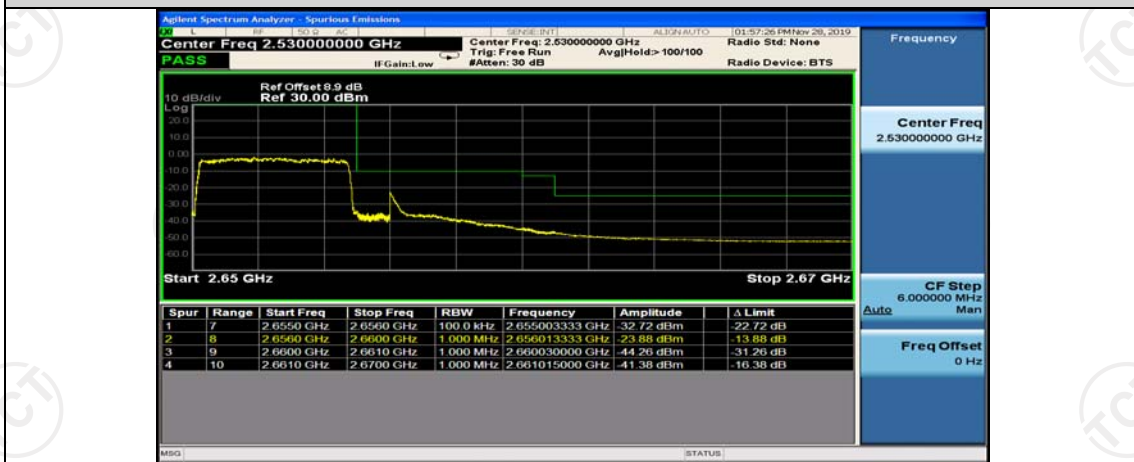 Agilent Spectrum Analyzer - Spurious Emissions
L RF 50 Ω AC SENSE:INT ALIGN AUTO 01:57:26 PM Nov 28, 2019
Center Freq 2.530000000 GHz Center Freq: 2.530000000 GHz Radio Std: None
Trig: Free Run Avg|Hold:> 100/100
PASS IFGain:Low #Atten: 30 dB Radio Device: BTS
Frequency
Ref Offset 8.9 dB
10 dB/div Ref 30.00 dBm
Log
20.0
10.0
0.00
-10.0
-20.0
-30.0
-40.0
-50.0
-60.0
Start 2.65 GHz Stop 2.67 GHz
Center Freq
2.530000000 GHz
CF Step
6.000000 MHz
Auto Man
Freq Offset
0 Hz
Spur Range Start Freq Stop Freq RBW Frequency Amplitude Δ Limit
1 7 2.6550 GHz 2.6560 GHz 100.0 kHz 2.655003333 GHz -32.72 dBm -22.72 dB
2 8 2.6560 GHz 2.6600 GHz 1.000 MHz 2.656013333 GHz -23.88 dBm -13.88 dB
3 9 2.6600 GHz 2.6610 GHz 1.000 MHz 2.660030000 GHz -44.26 dBm -31.26 dB
4 10 2.6610 GHz 2.6700 GHz 1.000 MHz 2.661015000 GHz -41.38 dBm -16.38 dB
MSG STATUS
TCT
TCT
TCT
TCT